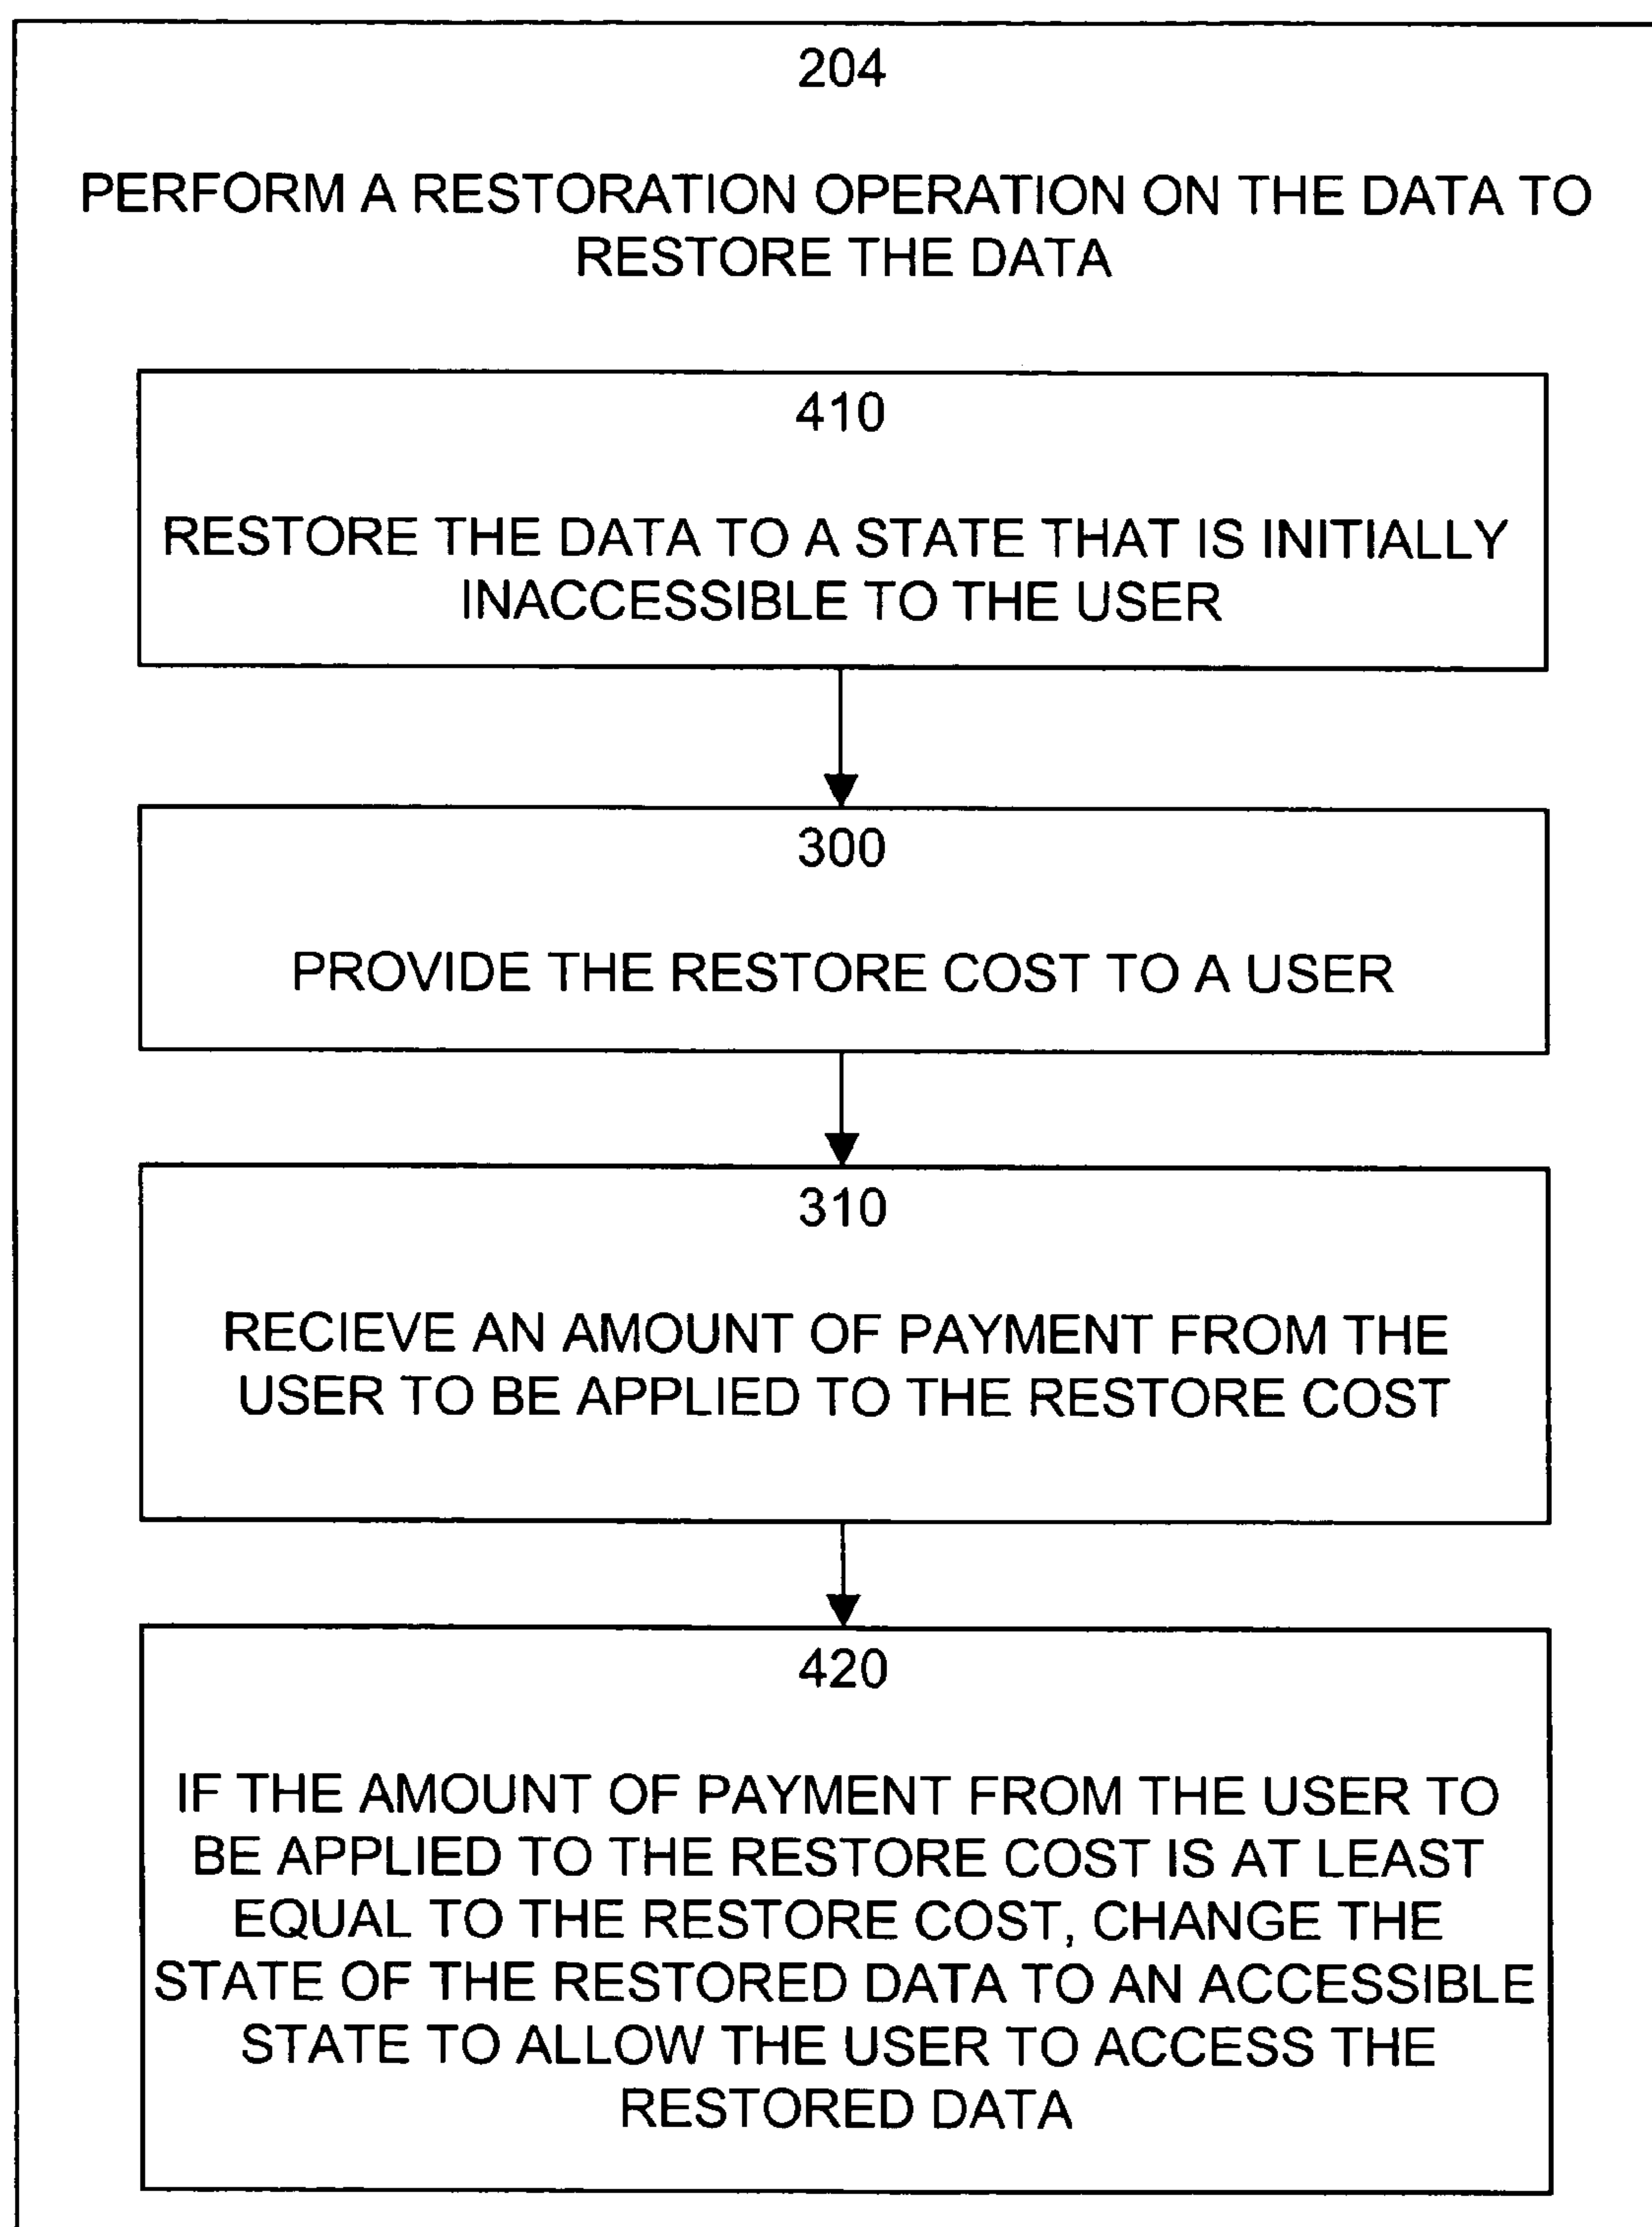 204
PERFORM A RESTORATION OPERATION ON THE DATA TO
RESTORE THE DATA
410
RESTORE THE DATA TO A STATE THAT IS INITIALLY
INACCESSIBLE TO THE USER
300
PROVIDE THE RESTORE COST TO A USER
310
RECIEVE AN AMOUNT OF PAYMENT FROM THE
USER TO BE APPLIED TO THE RESTORE COST
420
IF THE AMOUNT OF PAYMENT FROM THE USER TO
BE APPLIED TO THE RESTORE COST IS AT LEAST
EQUAL TO THE RESTORE COST, CHANGE THE
STATE OF THE RESTORED DATA TO AN ACCESSIBLE
STATE TO ALLOW THE USER TO ACCESS THE
RESTORED DATA